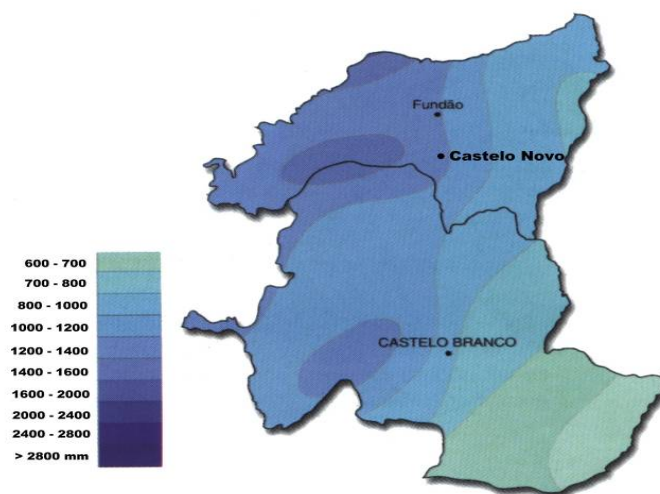 Fundão
Castelo Novo
CASTELO BRANCO
600 - 700
700 - 800
800 - 1000
1000 - 1200
1200 - 1400
1400 - 1600
1600 - 2000
2000 - 2400
2400 - 2800
> 2800 mm